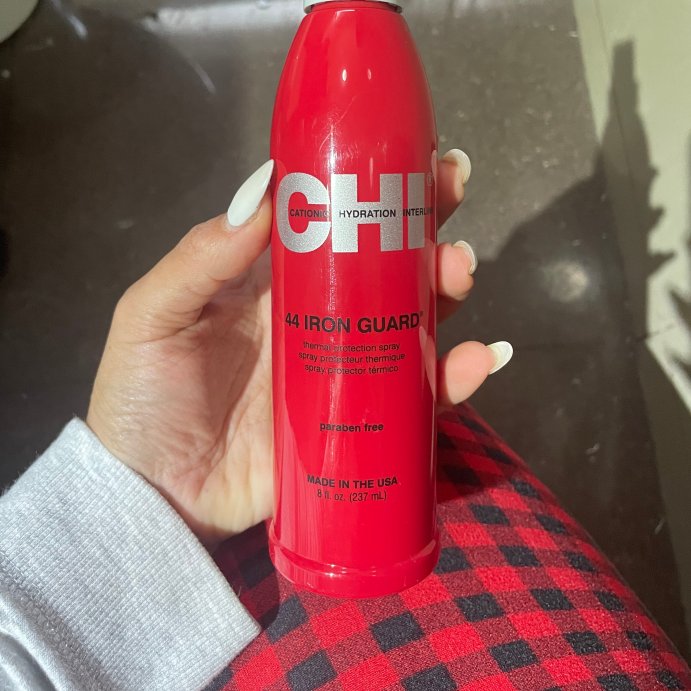 CHI®
CATIONIC HYDRATION INTERLINK
44 IRON GUARD®
thermal protection spray
spray protecteur thermique
spray protector térmico
paraben free
MADE IN THE USA
8 fl. oz. (237 mL)